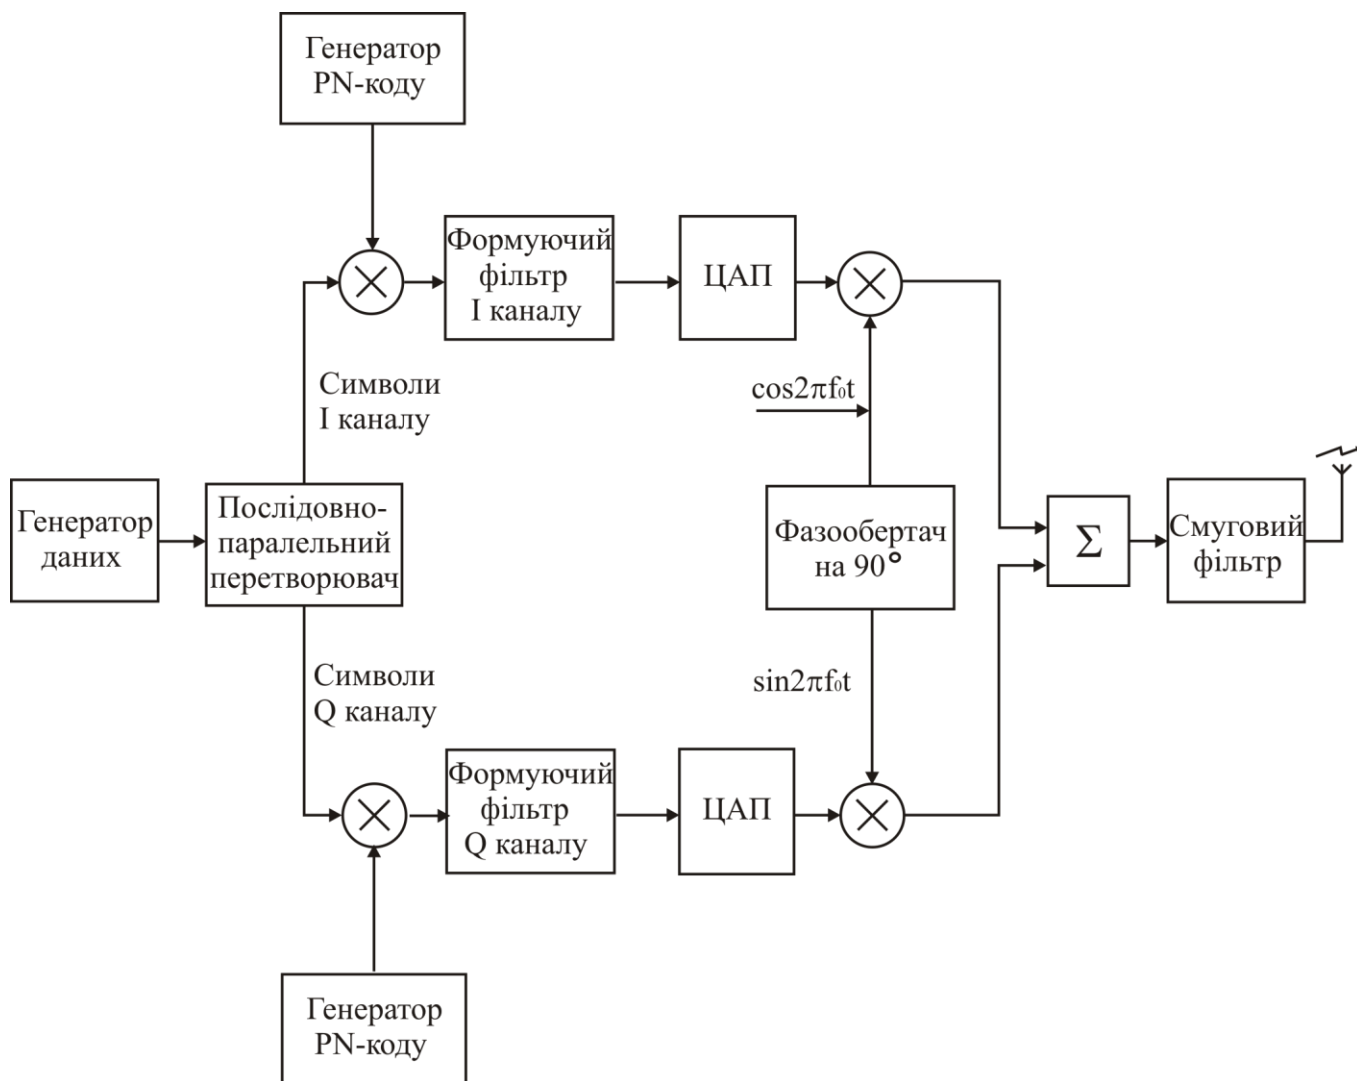 Генератор
PN-коду
Формуючий
фільтр
I каналу
ЦАП
Символи
I каналу
cos2πf₀t
Генератор
даних
Послідовно-
паралельний
перетворювач
Фазообертач
на 90°
Σ
Смуговий
фільтр
Символи
Q каналу
sin2πf₀t
Формуючий
фільтр
Q каналу
ЦАП
Генератор
PN-коду